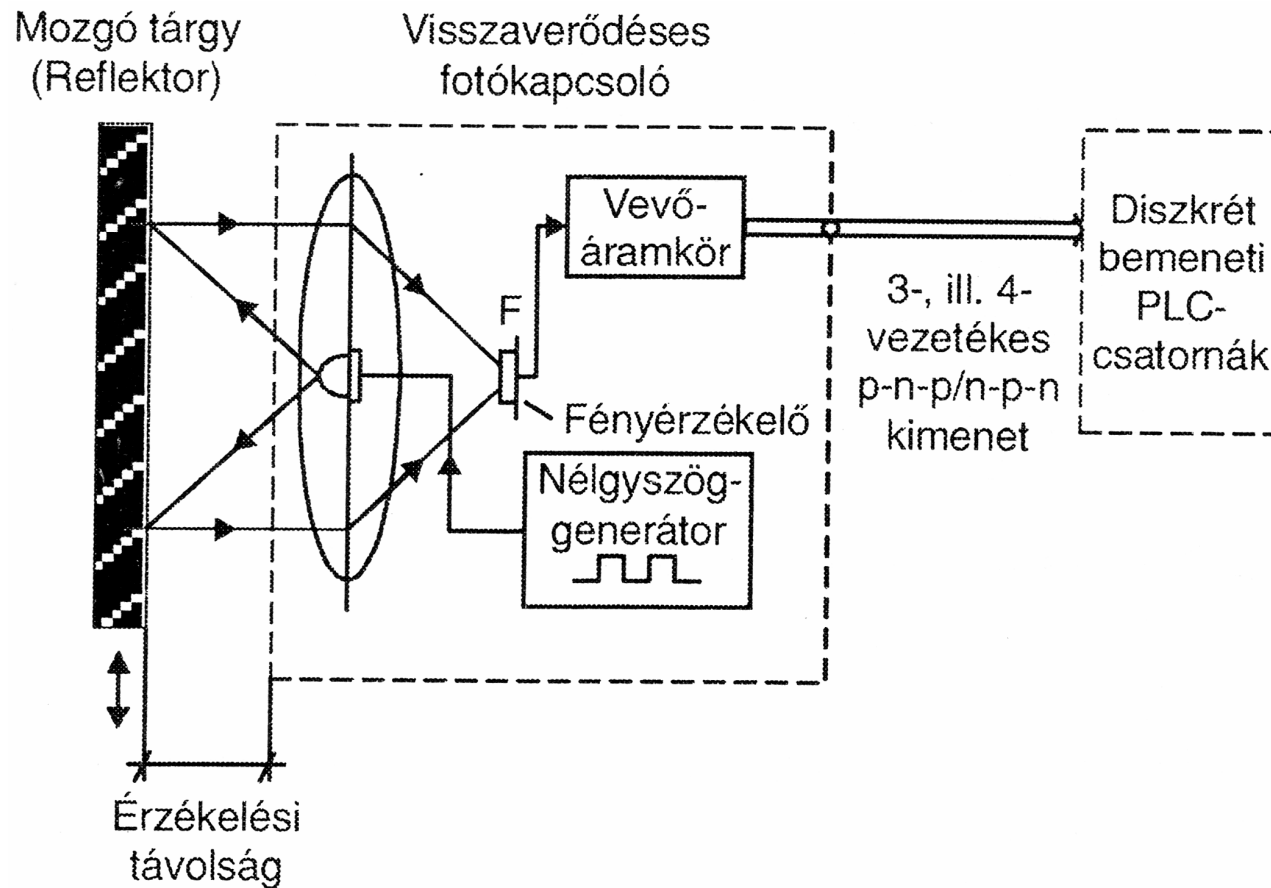 Mozgó tárgy
(Reflektor)
Visszaverődéses
fotókapcsoló
Vevő-
áramkör
F
Fényérzékelő
Nélgyszög-
generátor
3-, ill. 4-
vezetékes
p-n-p/n-p-n
kimenet
Diszkrét
bemeneti
PLC-
csatornák
Érzékelési
távolság